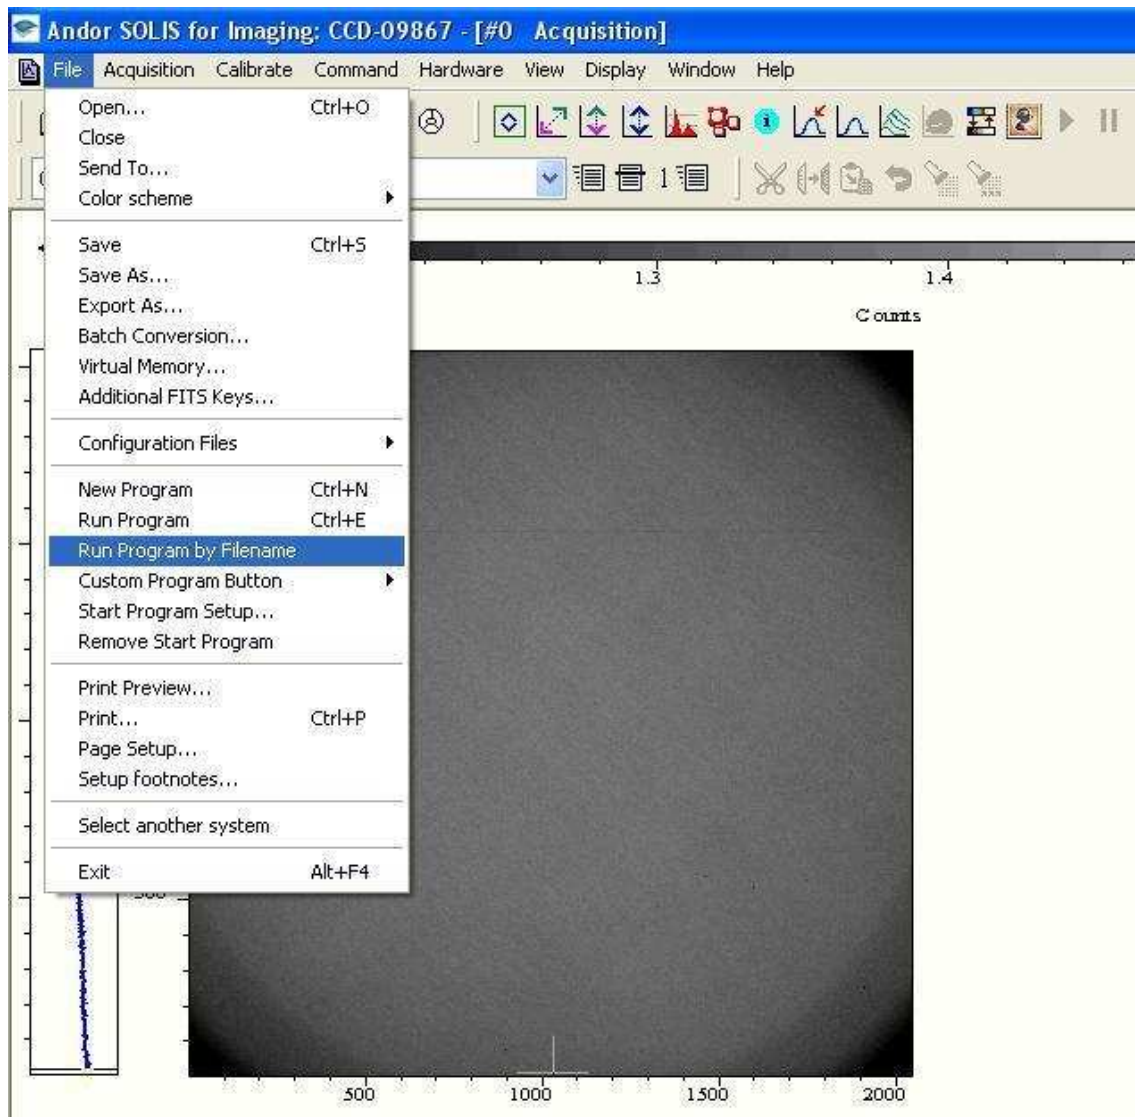 Andor SOLIS for Imaging: CCD-09867 - [#0 Acquisition]
File Acquisition Calibrate Command Hardware View Display Window Help
Open... Ctrl+O
Close
Send To...
Color scheme
Save Ctrl+S
Save As...
Export As...
Batch Conversion...
Virtual Memory...
Additional FITS Keys...
Configuration Files
New Program Ctrl+N
Run Program Ctrl+E
Run Program by Filename
Custom Program Button
Start Program Setup...
Remove Start Program
Print Preview...
Print... Ctrl+P
Page Setup...
Setup footnotes...
Select another system
Exit Alt+F4
1
1.3 1.4
Counts
500 1000 1500 2000